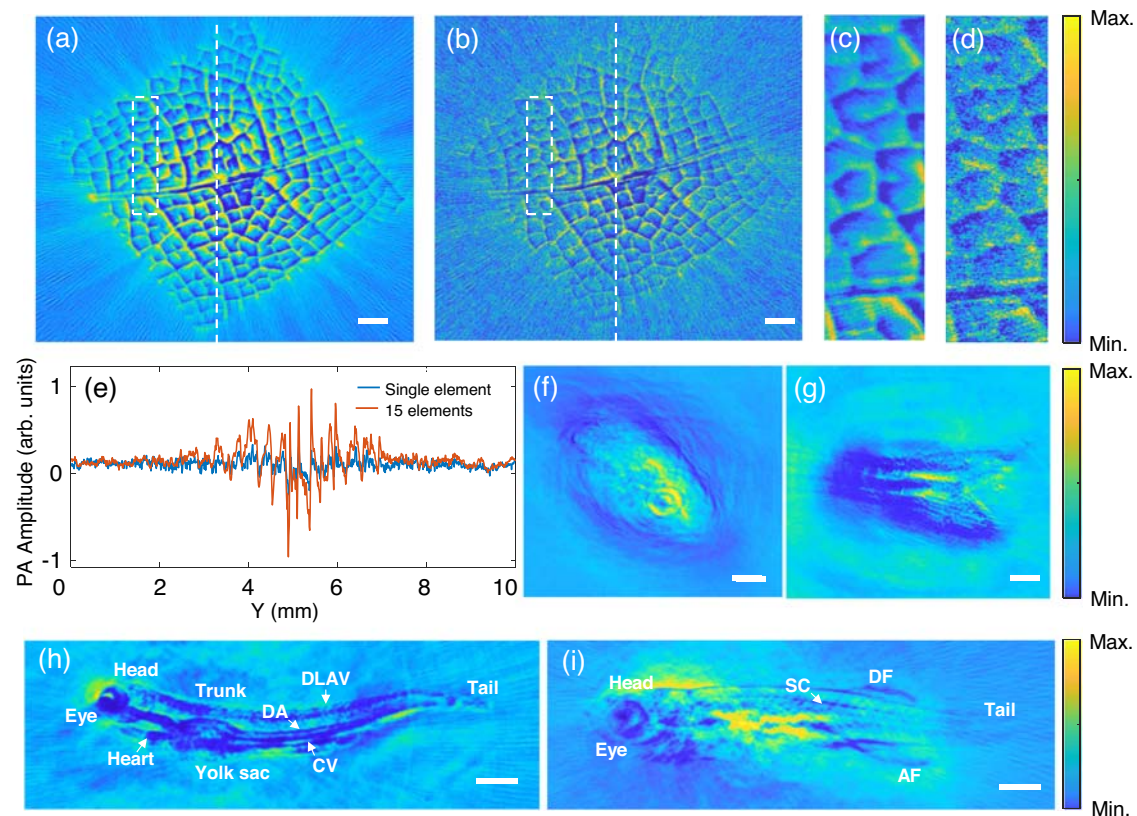 (a)
(b)
(c)
(d)
Max.
Min.
(e)
PA Amplitude (arb. units)
1
0
-1
Single element
15 elements
0
2
4
6
8
10
Y (mm)
(f)
(g)
Max.
Min.
(h)
Head
Eye
Trunk
DLAV
DA
Tail
Heart
Yolk sac
CV
(i)
Head
Eye
SC
DF
Tail
AF
Max.
Min.